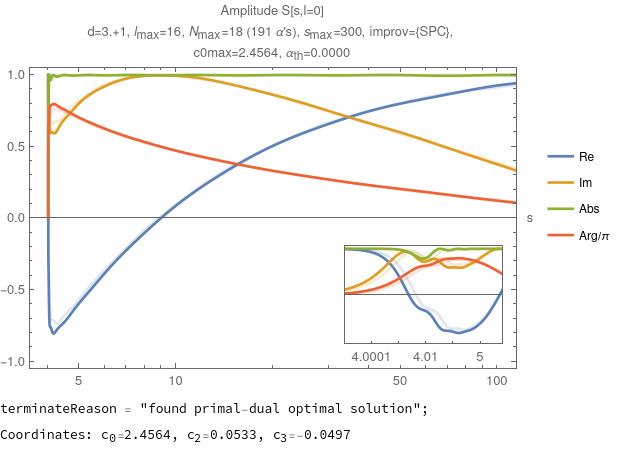 Amplitude S[s,l=0]
d=3.+1, lmax=16, Nmax=18 (191 α's), smax=300, improv={SPC},
c0max=2.4564, αth=0.0000
1.0
0.5
0.0
-0.5
-1.0
5
10
50
100
s
Re
Im
Abs
Arg/π
4.0001
4.01
5
terminateReason = "found primal-dual optimal solution";
Coordinates: c0=2.4564, c2=0.0533, c3=-0.0497